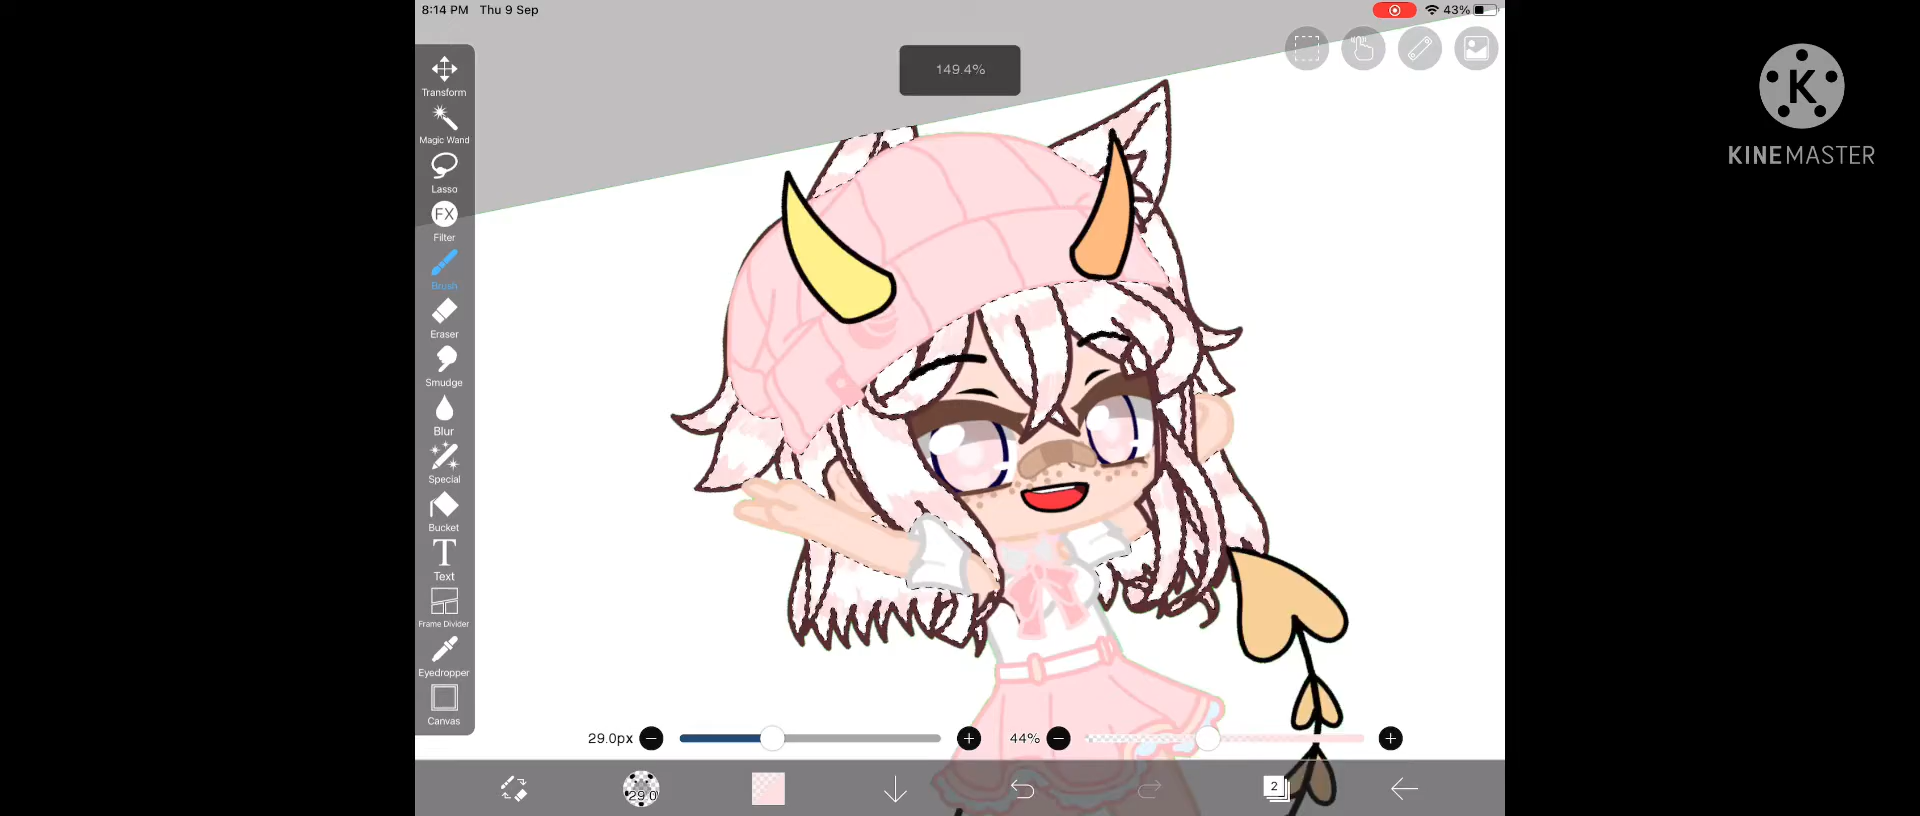 8:14 PM Thu 9 Sep
43%
149.4%
K
KINEMASTER
Transform
Magic Wand
Lasso
FX
Filter
Brush
Eraser
Smudge
Blur
Special
Bucket
T
Text
Frame Divider
Eyedropper
Canvas
29.0px
44%
29.0
2